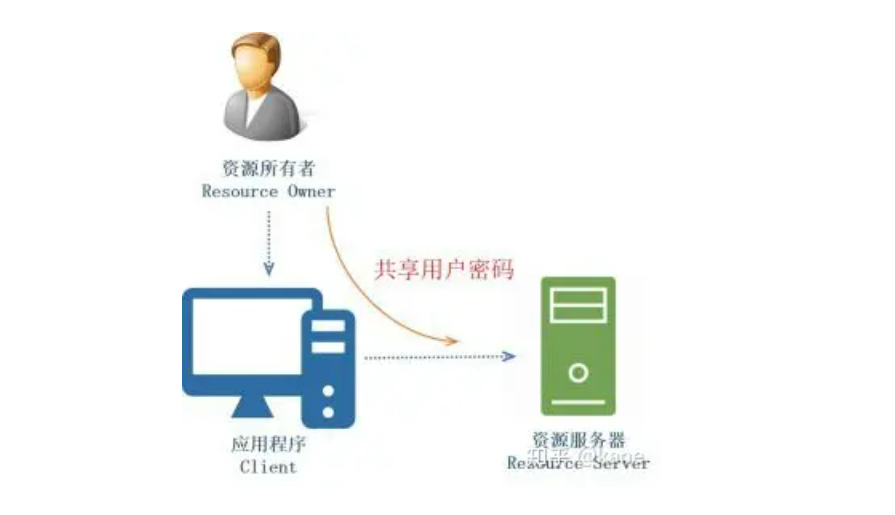 资源所有者
Resource Owner
共享用户密码
应用程序
Client
资源服务器
Resource Server
知乎 @kane